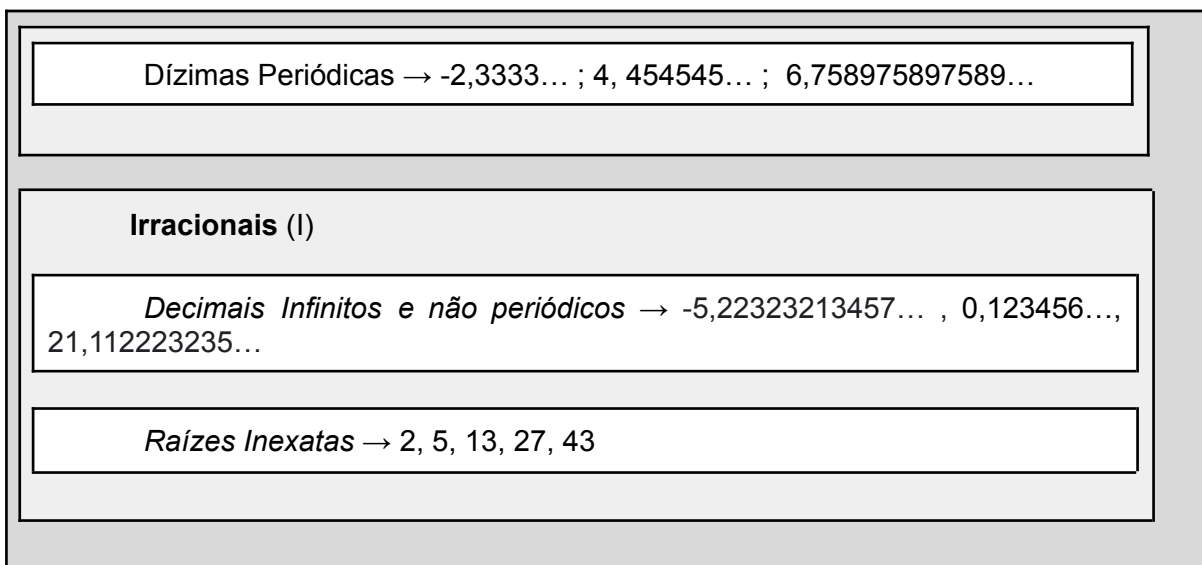 Dízimas Periódicas → -2,3333… ; 4, 454545… ; 6,758975897589…
Irracionais (I)
Decimais Infinitos e não periódicos → -5,22323213457… , 0,123456…,
21,112223235…
Raízes Inexatas → 2, 5, 13, 27, 43